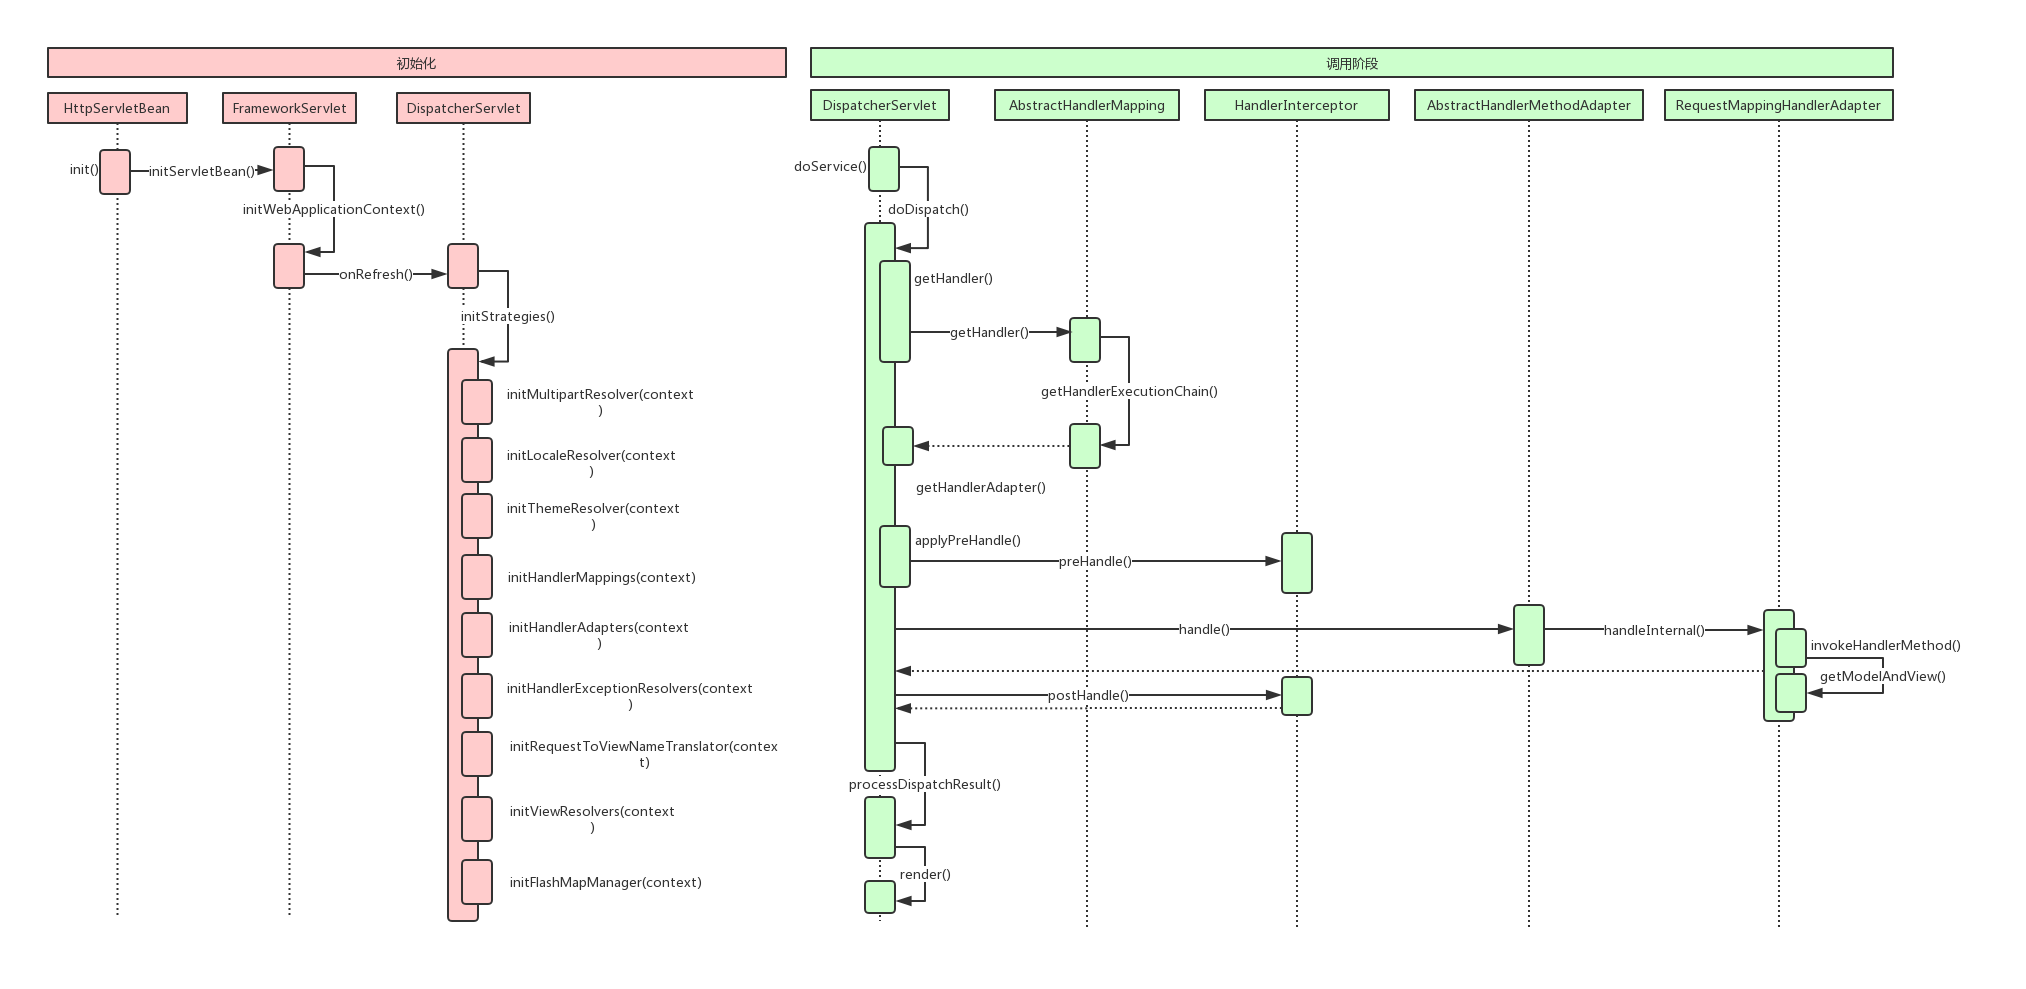 初始化
HttpServletBean
FrameworkServlet
DispatcherServlet
init()
initServletBean()
initWebApplicationContext()
onRefresh()
initStrategies()
initMultipartResolver(context
)
initLocaleResolver(context
)
initThemeResolver(context
)
initHandlerMappings(context)
initHandlerAdapters(context
)
initHandlerExceptionResolvers(context
)
initRequestToViewNameTranslator(contex
t)
initViewResolvers(context
)
initFlashMapManager(context)
调用阶段
DispatcherServlet
AbstractHandlerMapping
HandlerInterceptor
AbstractHandlerMethodAdapter
RequestMappingHandlerAdapter
doService()
doDispatch()
getHandler()
getHandler()
getHandlerExecutionChain()
getHandlerAdapter()
applyPreHandle()
preHandle()
handle()
handleInternal()
invokeHandlerMethod()
getModelAndView()
postHandle()
processDispatchResult()
render()